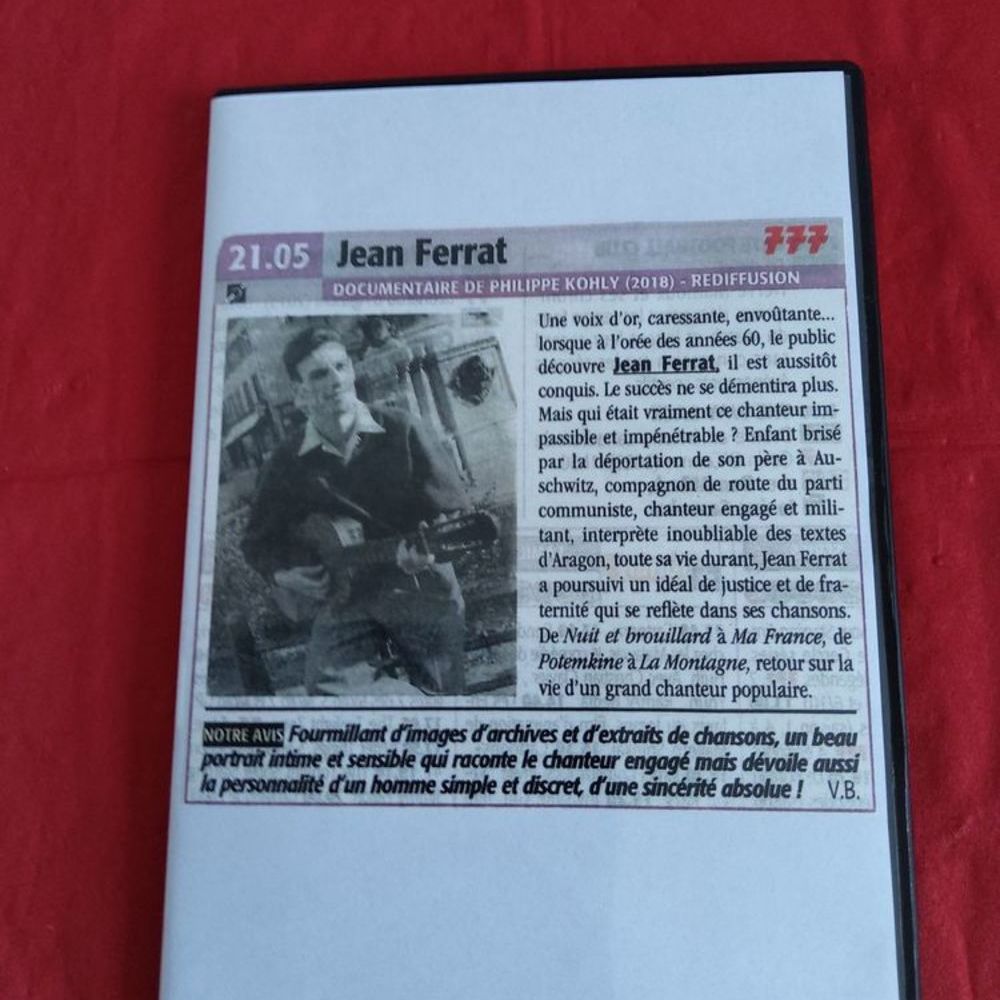 21.05 Jean Ferrat 777
DOCUMENTAIRE DE PHILIPPE KOHLY (2018) - REDIFFUSION
Une voix d'or, caressante, envoûtante...
lorsque à l'orée des années 60, le public
découvre Jean Ferrat, il est aussitôt
conquis. Le succès ne se démentira plus.
Mais qui était vraiment ce chanteur im-
passible et impénétrable ? Enfant brisé
par la déportation de son père à Au-
schwitz, compagnon de route du parti
communiste, chanteur engagé et mili-
tant, interprète inoubliable des textes
d'Aragon, toute sa vie durant, Jean Ferrat
a poursuivi un idéal de justice et de fra-
ternité qui se reflète dans ses chansons.
De Nuit et brouillard à Ma France, de
Potemkine à La Montagne, retour sur la
vie d'un grand chanteur populaire.
NOTRE AVIS Fourmillant d'images d'archives et d'extraits de chansons, un beau
portrait intime et sensible qui raconte le chanteur engagé mais dévoile aussi
la personnalité d'un homme simple et discret, d'une sincérité absolue ! V.B.